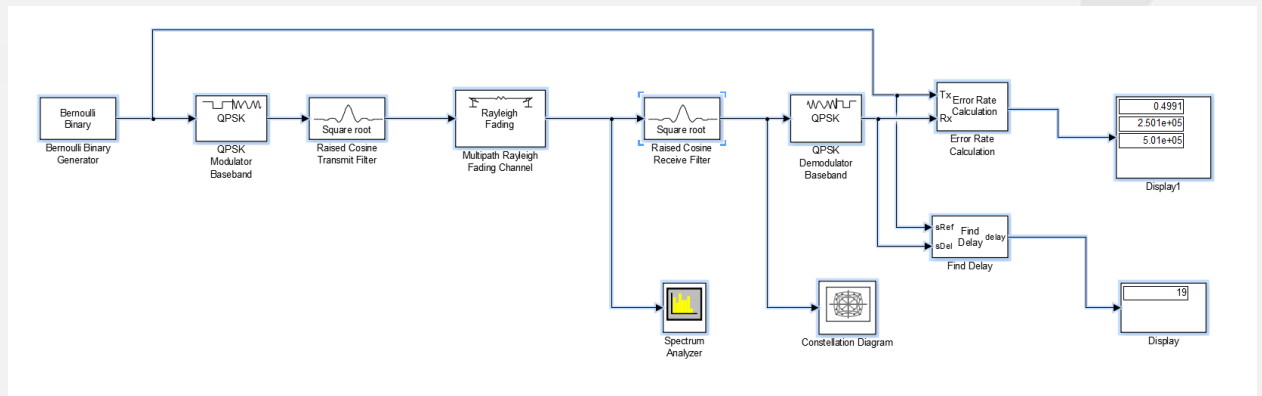 Bernoulli
Binary
Bernoulli Binary
Generator
QPSK
QPSK
Modulator
Baseband
Square root
Raised Cosine
Transmit Filter
Rayleigh
Fading
Multipath Rayleigh
Fading Channel
Square root
Raised Cosine
Receive Filter
QPSK
QPSK
Demodulator
Baseband
Tx
Rx
Error Rate
Calculation
Error Rate
Calculation
0.4991
2.501e+05
5.01e+05
Display1
sRef
sDel
Find
Delay
delay
Find Delay
19
Display
Spectrum
Analyzer
Constellation Diagram